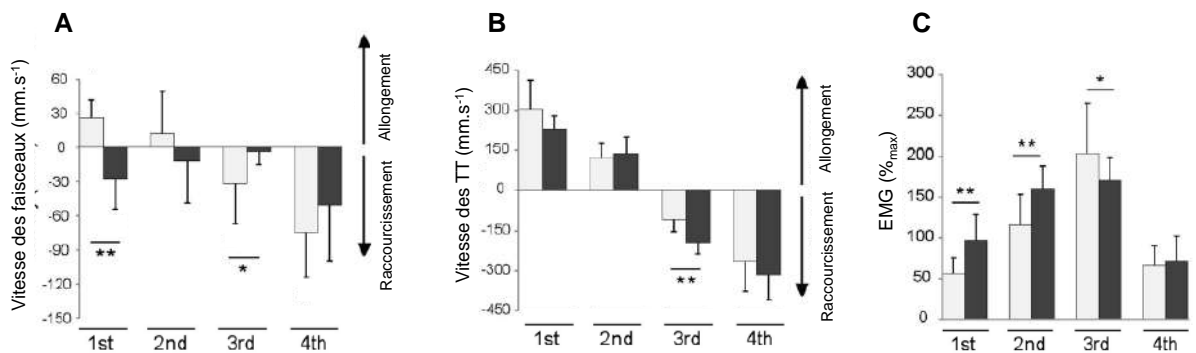 A
Vitesse des faisceaux (mm.s⁻¹)
60
30
0
-30
-60
-90
-120
-150
**
*
1st 2nd 3rd 4th
Allongement
Raccourcissement
B
Vitesse des TT (mm.s⁻¹)
450
300
150
0
-150
-300
-450
**
1st 2nd 3rd 4th
Allongement
Raccourcissement
C
EMG (%max)
300
250
200
150
100
50
0
**
**
*
1st 2nd 3rd 4th